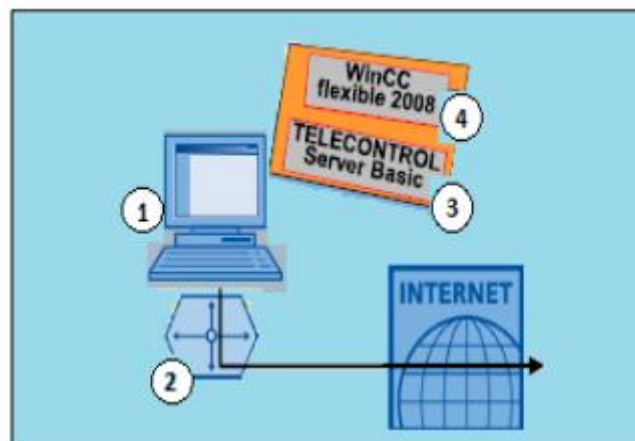 WinCC
flexible 2008
4
TELECONTROL
Server Basic
3
1
INTERNET
2